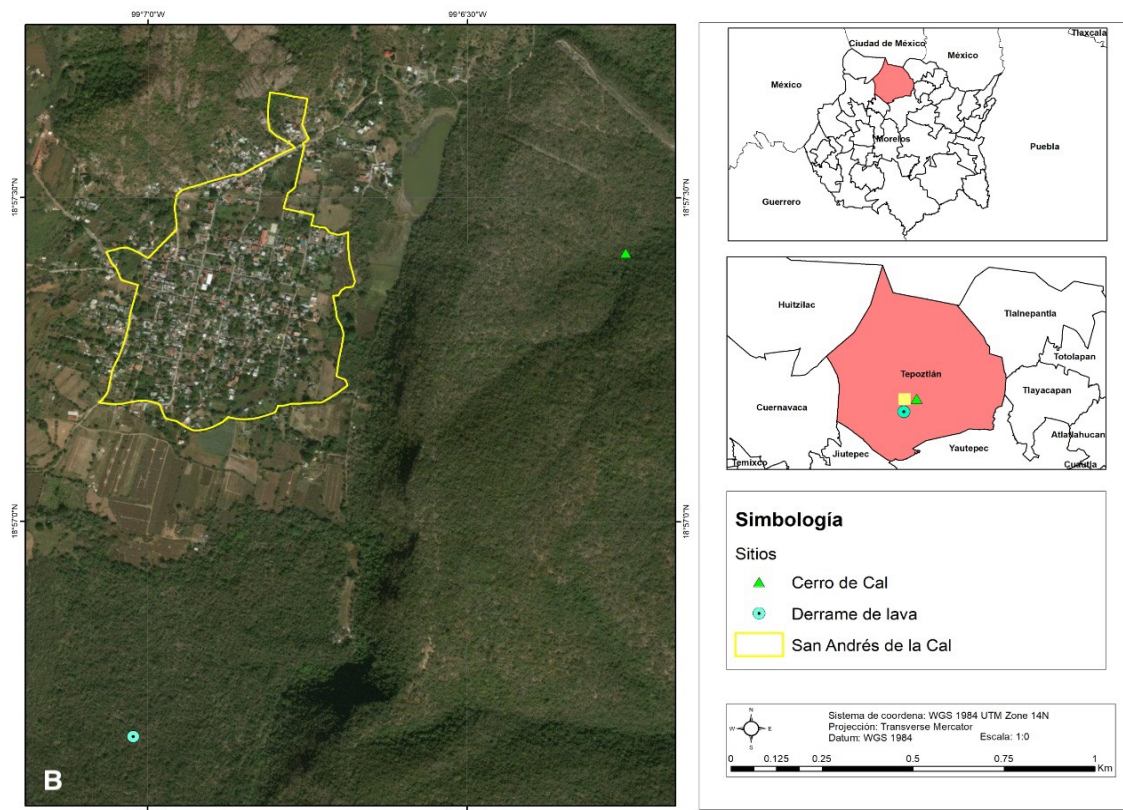 99°7'0"W
99°6'30"W
18°57'30"N
18°57'30"N
18°57'0"N
18°57'0"N
B
Tlaxcala
Ciudad de México
México
México
Morelos
Puebla
Guerrero
Huitzilac
Tlalnepantla
Totolapan
Tepoztlán
Tlayacapan
Cuernavaca
Atlatlahucan
Jiutepec
Yautepec
Temixco
Cuautla
Simbología
Sitios
Cerro de Cal
Derrame de lava
San Andrés de la Cal
N
W
E
S
Sistema de coordena: WGS 1984 UTM Zone 14N
Projección: Transverse Mercator
Datum: WGS 1984
Escala: 1:0
0
0.125
0.25
0.5
0.75
1
Km